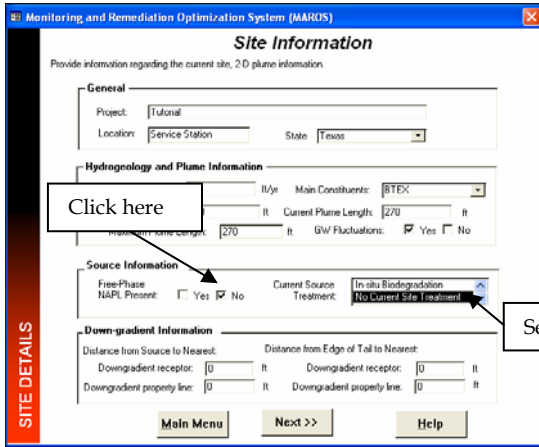 Monitoring and Remediation Optimization System (MAROS)
Site Information
Provide information regarding the current site, 2-D plume information.
General
Project: Tutorial
Location: Service Station State Texas
Hydrogeology and Plume Information
ft/yr Main Constituents: BTEX
Click here
ft Current Plume Length: 270 ft
Maximum Plume Length: 270 ft GW Fluctuations: Yes No
Source Information
Free-Phase
NAPL Present: Yes No
Current Source
Treatment:
In-situ Biodegradation
No Current Site Treatment
Down-gradient Information
Distance from Source to Nearest: Distance from Edge of Tail to Nearest:
Downgradient receptor: 0 ft Downgradient receptor: 0 ft
Downgradient property line: 0 ft Downgradient property line: 0 ft
Main Menu Next >> Help
SITE DETAILS